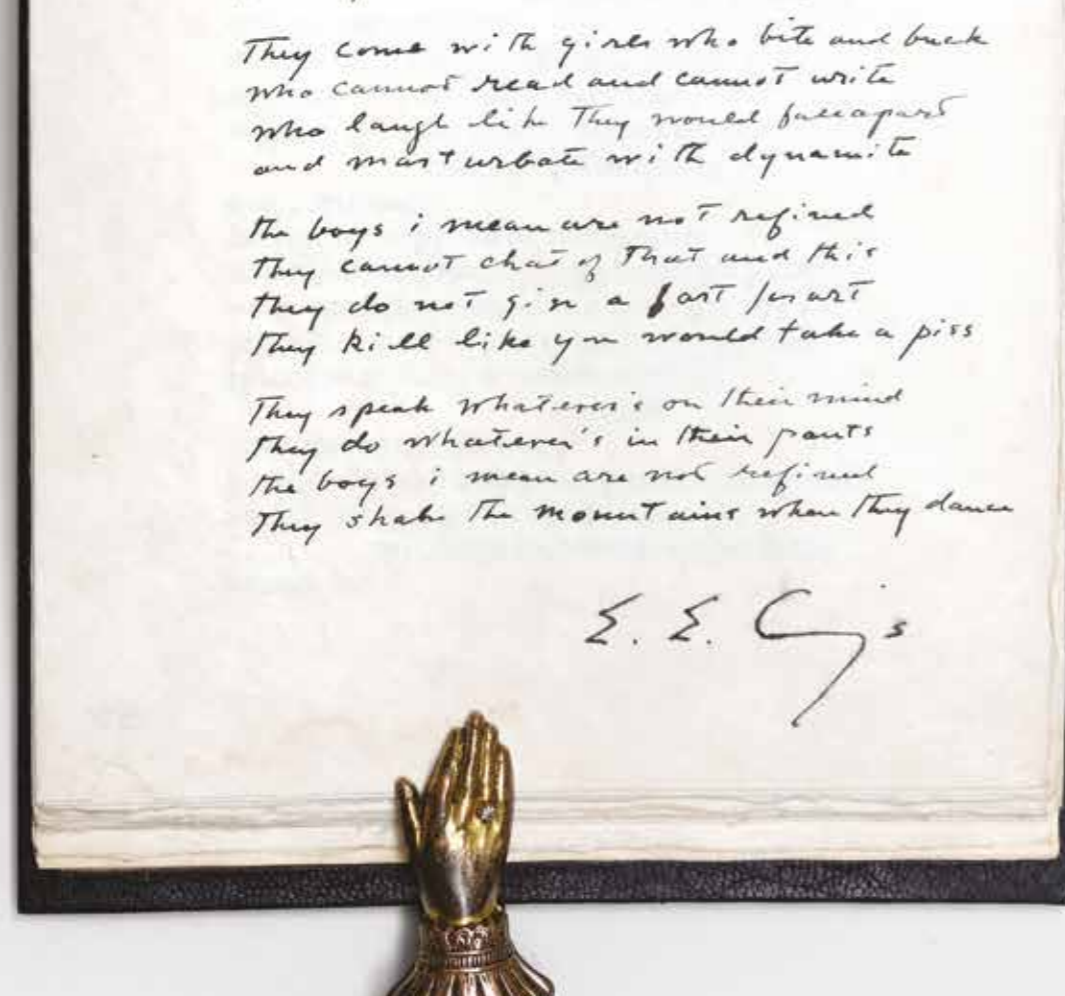 they come with girls who bite and buck
who cannot read and cannot write
who laugh like they would fall apart
and masturbate with dynamite
the boys i mean are not refined
they cannot chat of that and this
they do not give a fart for art
they kill like you would take a piss
they speak whatever's on their mind
they do whatever's in their pants
the boys i mean are not refined
they shake the mountains when they dance
E. E. Cummings